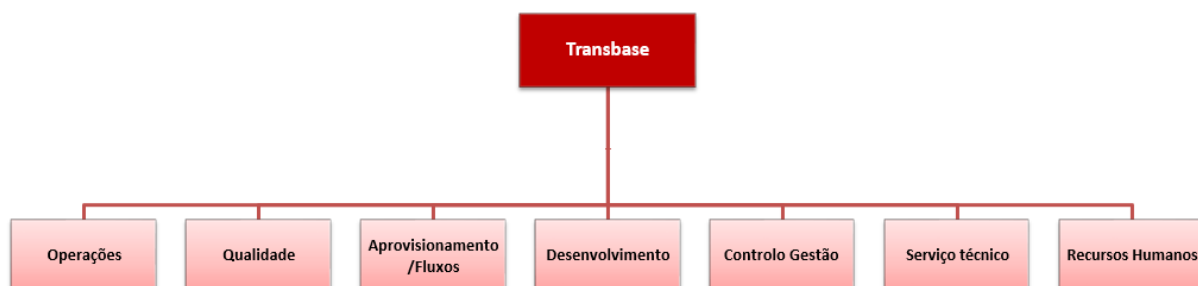 Transbase
Operações
Qualidade
Aprovisionamento
/Fluxos
Desenvolvimento
Controlo Gestão
Serviço técnico
Recursos Humanos